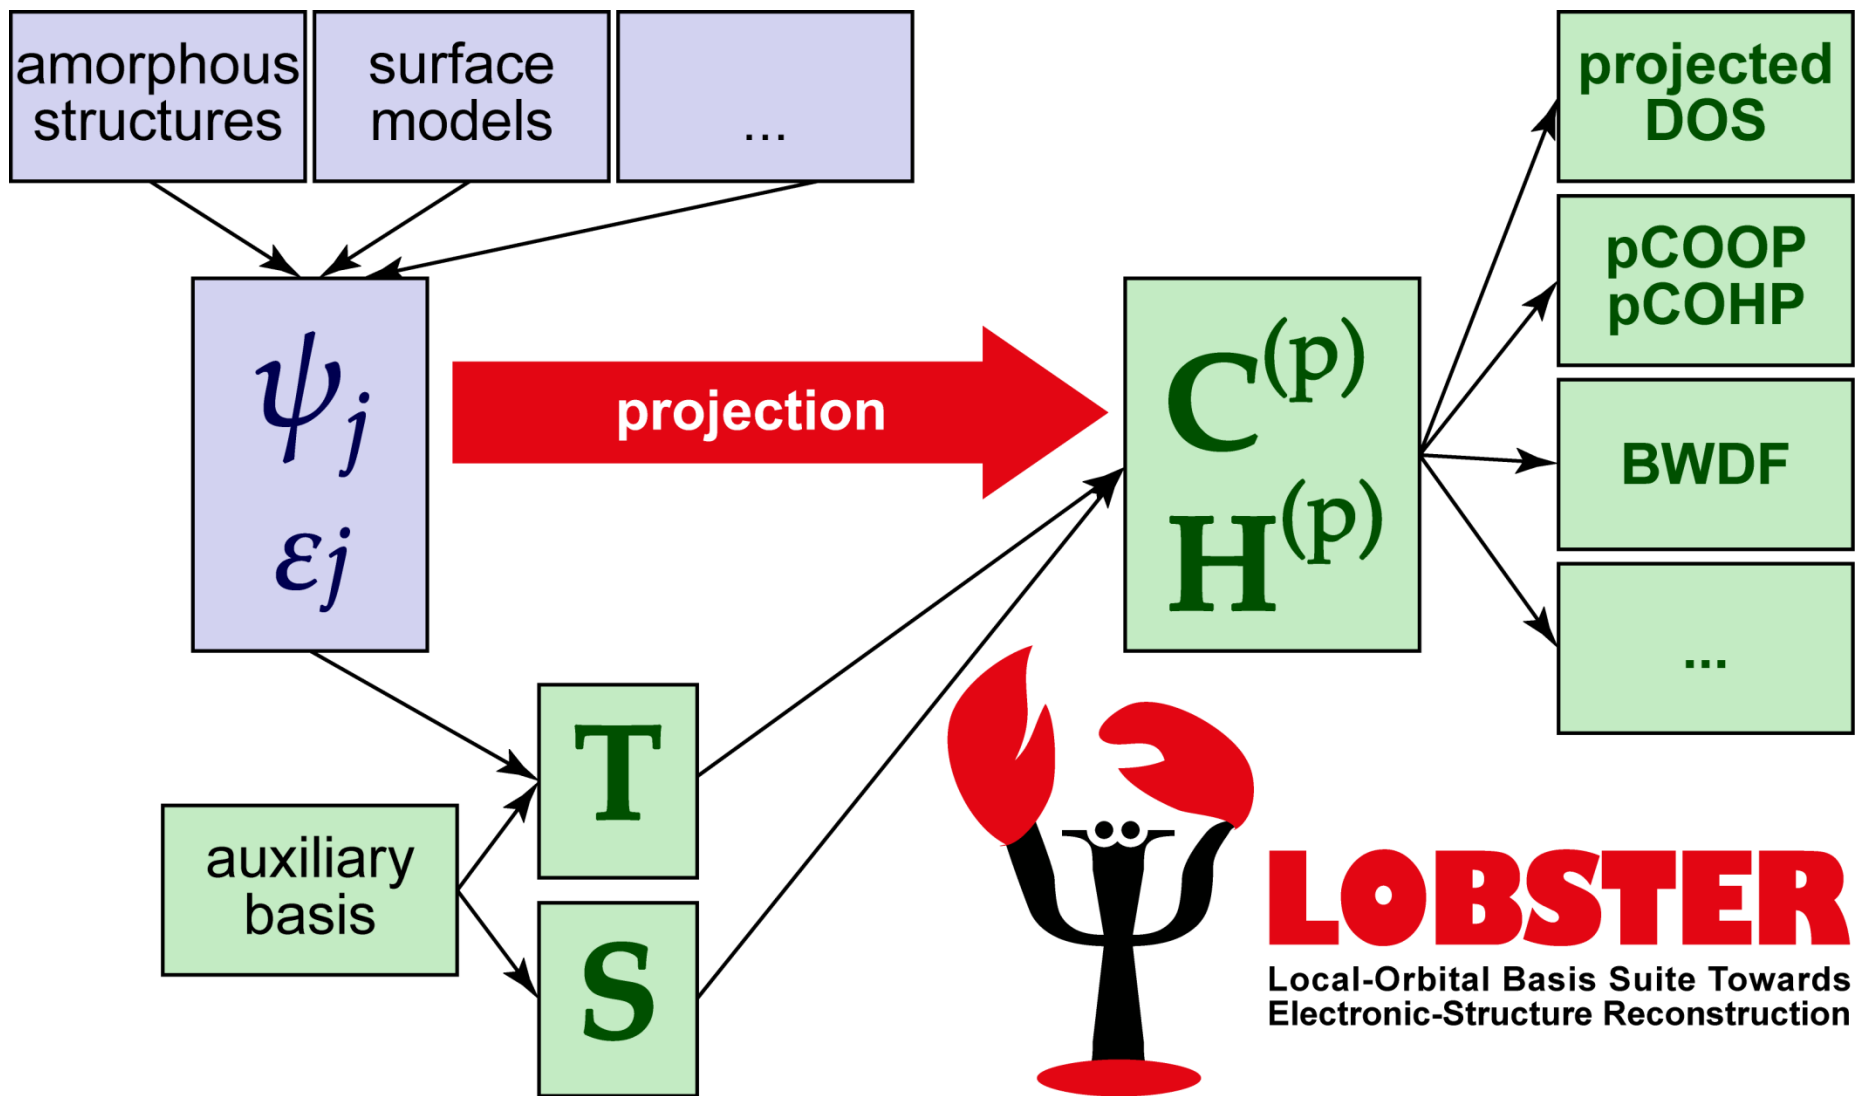 amorphous
structures
surface
models
...
ψj
εj
projection
C(p)
H(p)
projected
DOS
pCOOP
pCOHP
BWDF
...
T
auxiliary
basis
S
LOBSTER
Local-Orbital Basis Suite Towards
Electronic-Structure Reconstruction